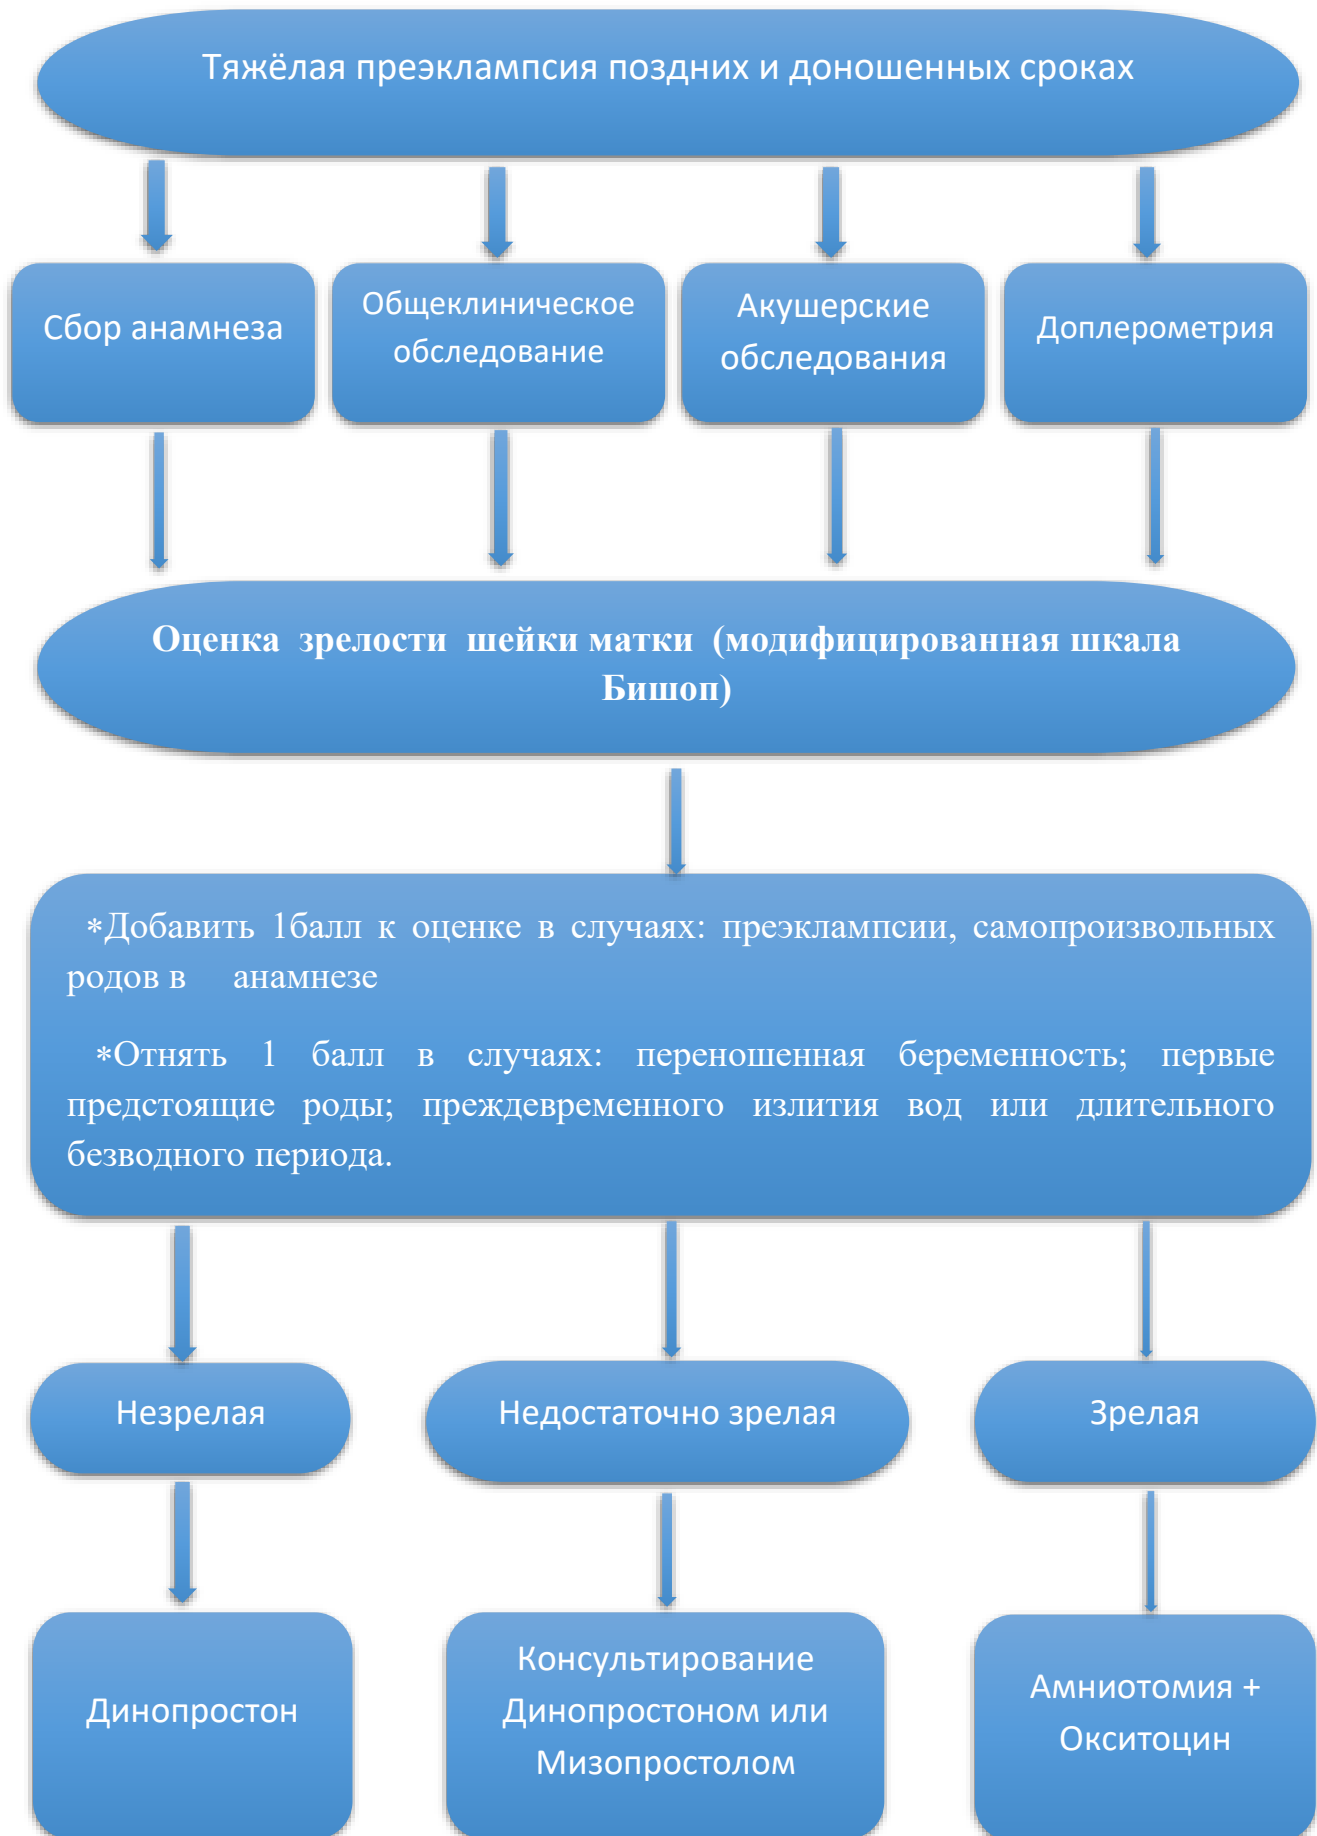 Тяжёлая преэклампсия поздних и доношенных сроках
Сбор анамнеза
Общеклиническое
обследование
Акушерские
обследования
Доплерометрия
Оценка зрелости шейки матки (модифицированная шкала
Бишоп)
*Добавить 1балл к оценке в случаях: преэклампсии, самопроизвольных
родов в анамнезе
*Отнять 1 балл в случаях: переношенная беременность; первые
предстоящие роды; преждевременного излития вод или длительного
безводного периода.
Незрелая
Недостаточно зрелая
Зрелая
Динопростон
Консультирование
Динопростоном или
Мизопростолом
Амниотомия +
Окситоцин